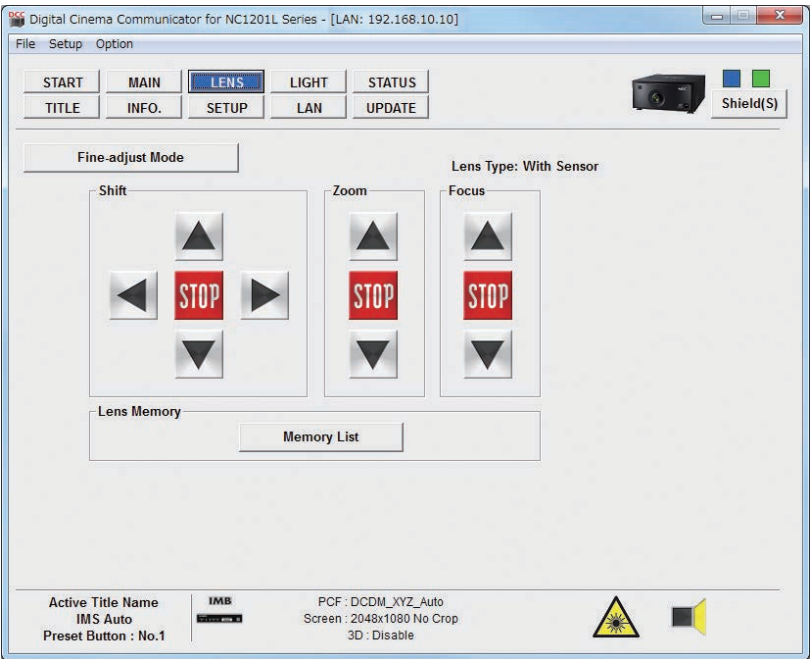 DCC Digital Cinema Communicator for NC1201L Series - [LAN: 192.168.10.10]
File Setup Option
START MAIN LENS LIGHT STATUS
TITLE INFO. SETUP LAN UPDATE
Shield(S)
Fine-adjust Mode
Lens Type: With Sensor
Shift Zoom Focus
STOP STOP STOP
Lens Memory
Memory List
Active Title Name
IMS Auto
Preset Button : No.1
IMB
PCF : DCDM_XYZ_Auto
Screen : 2048x1080 No Crop
3D : Disable